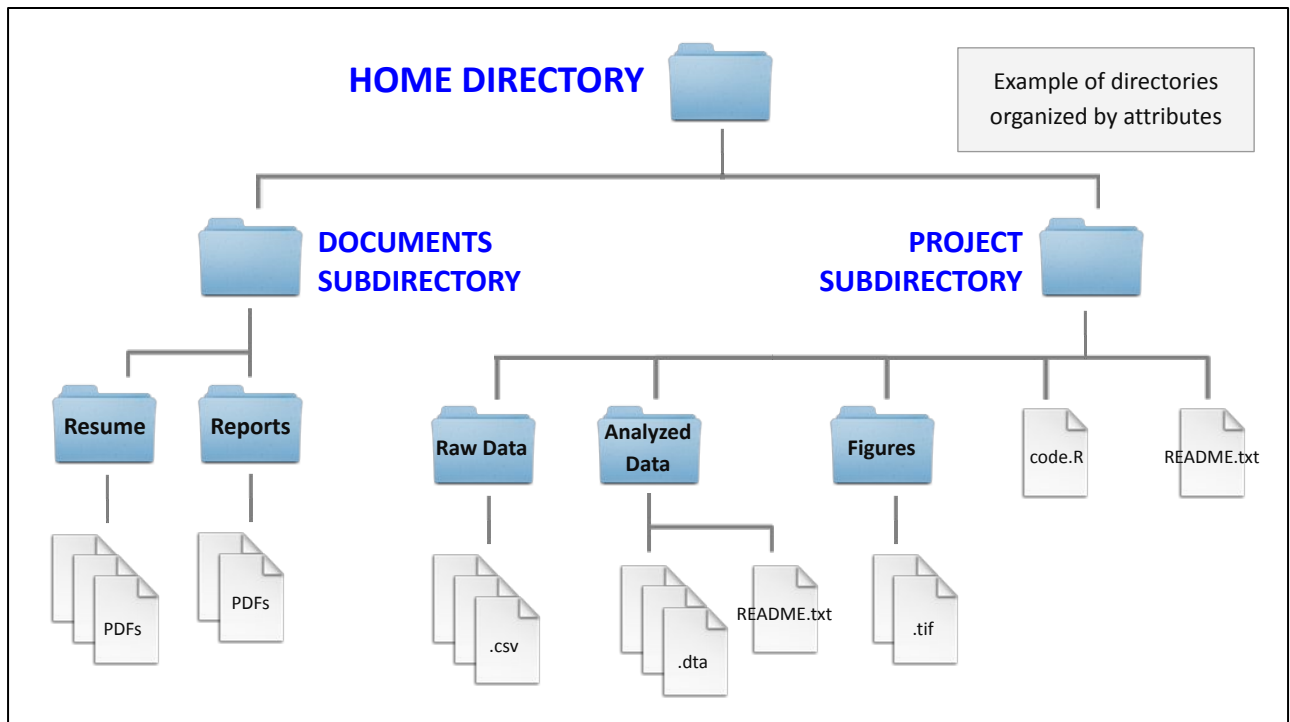 HOME DIRECTORY
Example of directories
organized by attributes
DOCUMENTS
SUBDIRECTORY
PROJECT
SUBDIRECTORY
Resume
Reports
Raw Data
Analyzed
Data
Figures
code.R
README.txt
PDFs
PDFs
.csv
.dta
README.txt
.tif